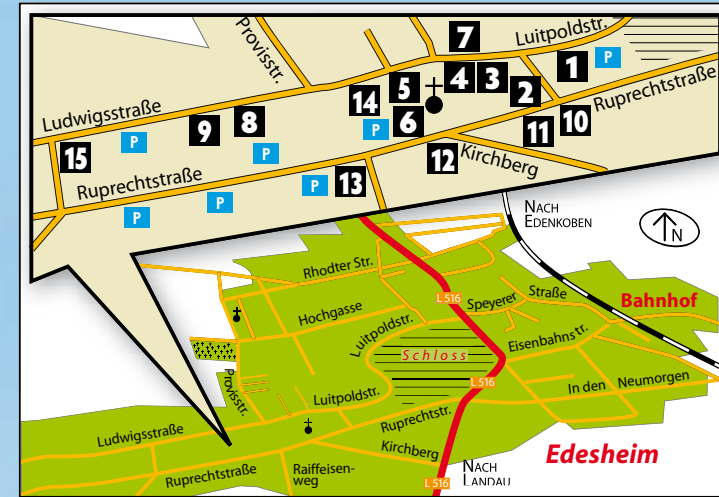 Provisstr.
Luitpoldstr.
7
1
P
4
3
2
5
14
6
P
Ruprechtstraße
Ludwigsstraße
9
8
10
11
P
P
15
12
Kirchberg
13
P
Ruprechtstraße
P
P
NACH
EDENKOBEN
N
Rhodter Str.
L 516
Speyerer
Straße
Bahnhof
Hochgasse
Luitpoldstr.
Eisenbahnstr.
Schloss
L 516
Provisstr.
Luitpoldstr.
In den Neumorgen
Ruprechtstr.
Ludwigsstraße
Kirchberg
Edesheim
Ruprechtstraße
Raiffeisen-
weg
NACH
LANDAU
L 516